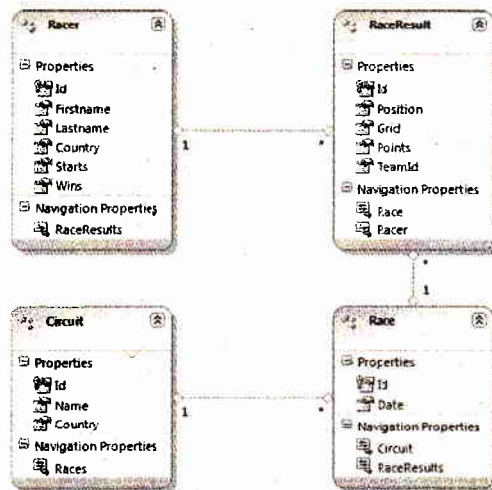 Racer
Properties
Id
Firstname
Lastname
Country
Starts
Wins
Navigation Properties
RaceResults
RaceResult
Properties
Id
Position
Grid
Points
TeamId
Navigation Properties
Race
Racer
1
*
*
1
Circuit
Properties
Id
Name
Country
Navigation Properties
Races
Race
Properties
Id
Date
Navigation Properties
Circuit
RaceResults
1
*